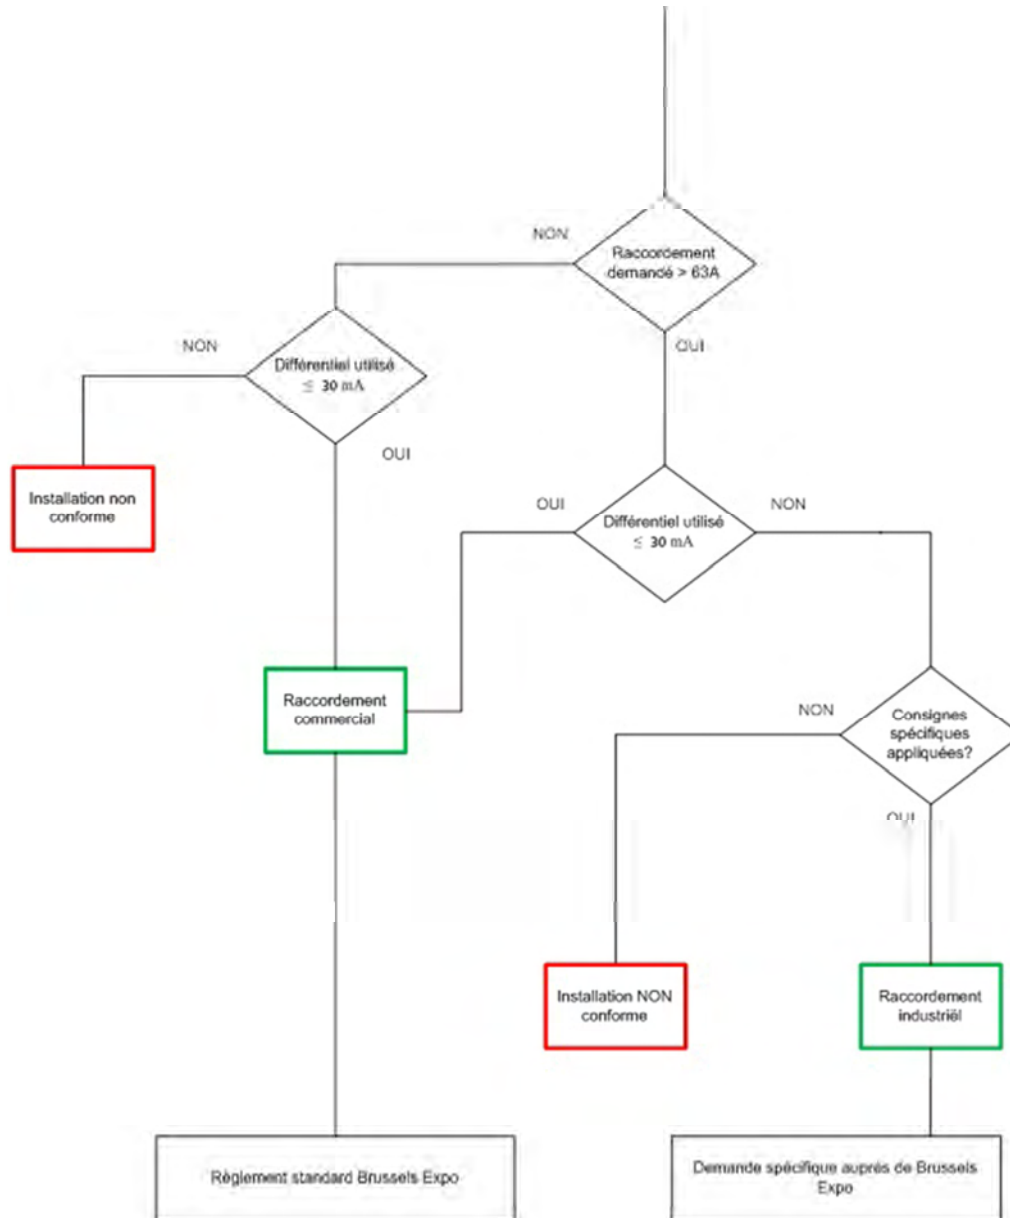 NON
Raccordement
demandé > 63A
NON
OUI
Différentiel utilisé
≤ 30 mA
OUI
OUI
NON
Installation non
conforme
Différentiel utilisé
≤ 30 mA
Raccordement
commercial
NON
Consignes
spécifiques
appliquées?
OUI
Installation NON
conforme
Raccordement
industriël
Règlement standard Brussels Expo
Demande spécifique auprés de Brussels
Expo